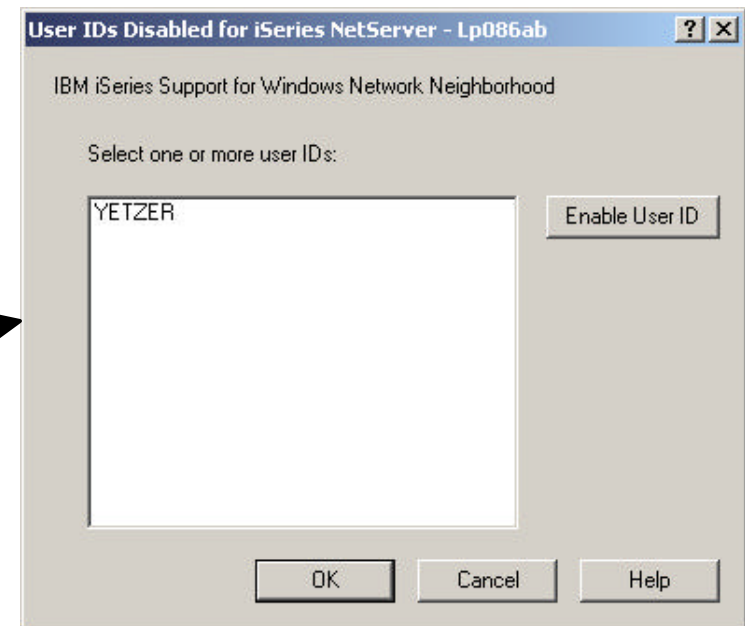 User IDs Disabled for iSeries NetServer - Lp086ab
IBM iSeries Support for Windows Network Neighborhood
Select one or more user IDs:
YETZER
Enable User ID
OK Cancel Help